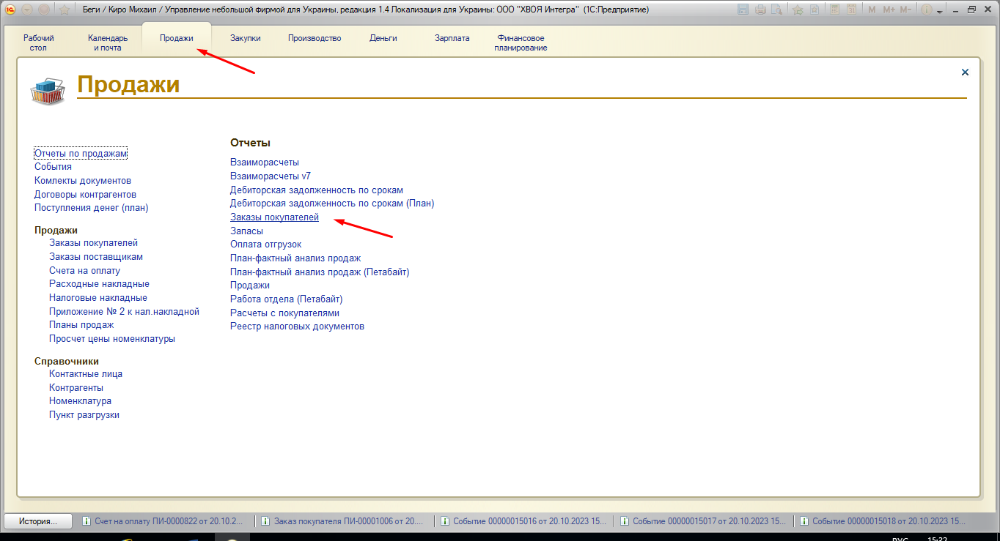 Беги / Киро Михаил / Управление небольшой фирмой для Украины, редакция 1.4 Локализация для Украины: ООО "ХВОЯ Интегра" (1С:Предприятие)
M M+ M-
Рабочий стол
Календарь и почта
Продажи
Закупки
Производство
Деньги
Зарплата
Финансовое планирование
Продажи
Отчеты по продажам
События
Комлекты документов
Договоры контрагентов
Поступления денег (план)
Продажи
Заказы покупателей
Заказы поставщикам
Счета на оплату
Расходные накладные
Налоговые накладные
Приложение № 2 к нал.накладной
Планы продаж
Просчет цены номенклатуры
Справочники
Контактные лица
Контрагенты
Номенклатура
Пункт разгрузки
Отчеты
Взаиморасчеты
Взаиморасчеты v7
Дебиторская задолженность по срокам
Дебиторская задолженность по срокам (План)
Заказы покупателей
Запасы
Оплата отгрузок
План-фактный анализ продаж
План-фактный анализ продаж (Петабайт)
Продажи
Работа отдела (Петабайт)
Расчеты с покупателями
Реестр налоговых документов
История...
Счет на оплату ПИ-0000822 от 20.10.2...
Заказ покупателя ПИ-00001006 от 20....
Событие 00000015016 от 20.10.2023 15...
Событие 00000015017 от 20.10.2023 15...
Событие 00000015018 от 20.10.2023 15...
РУС
15:32